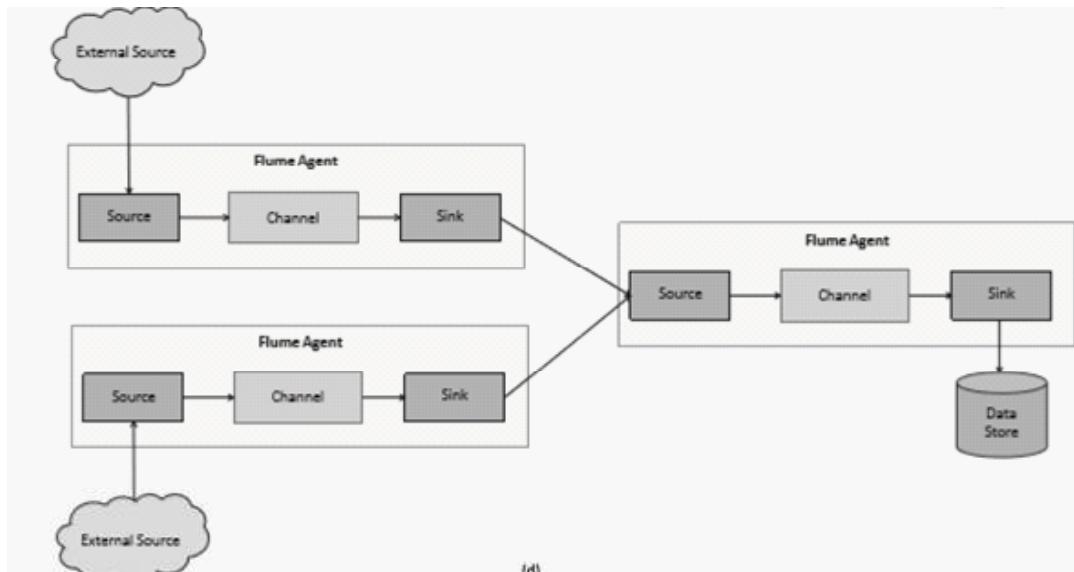 External Source
Flume Agent
Source
Channel
Sink
Flume Agent
Source
Channel
Sink
Data
Store
Flume Agent
Source
Channel
Sink
External Source
(d)